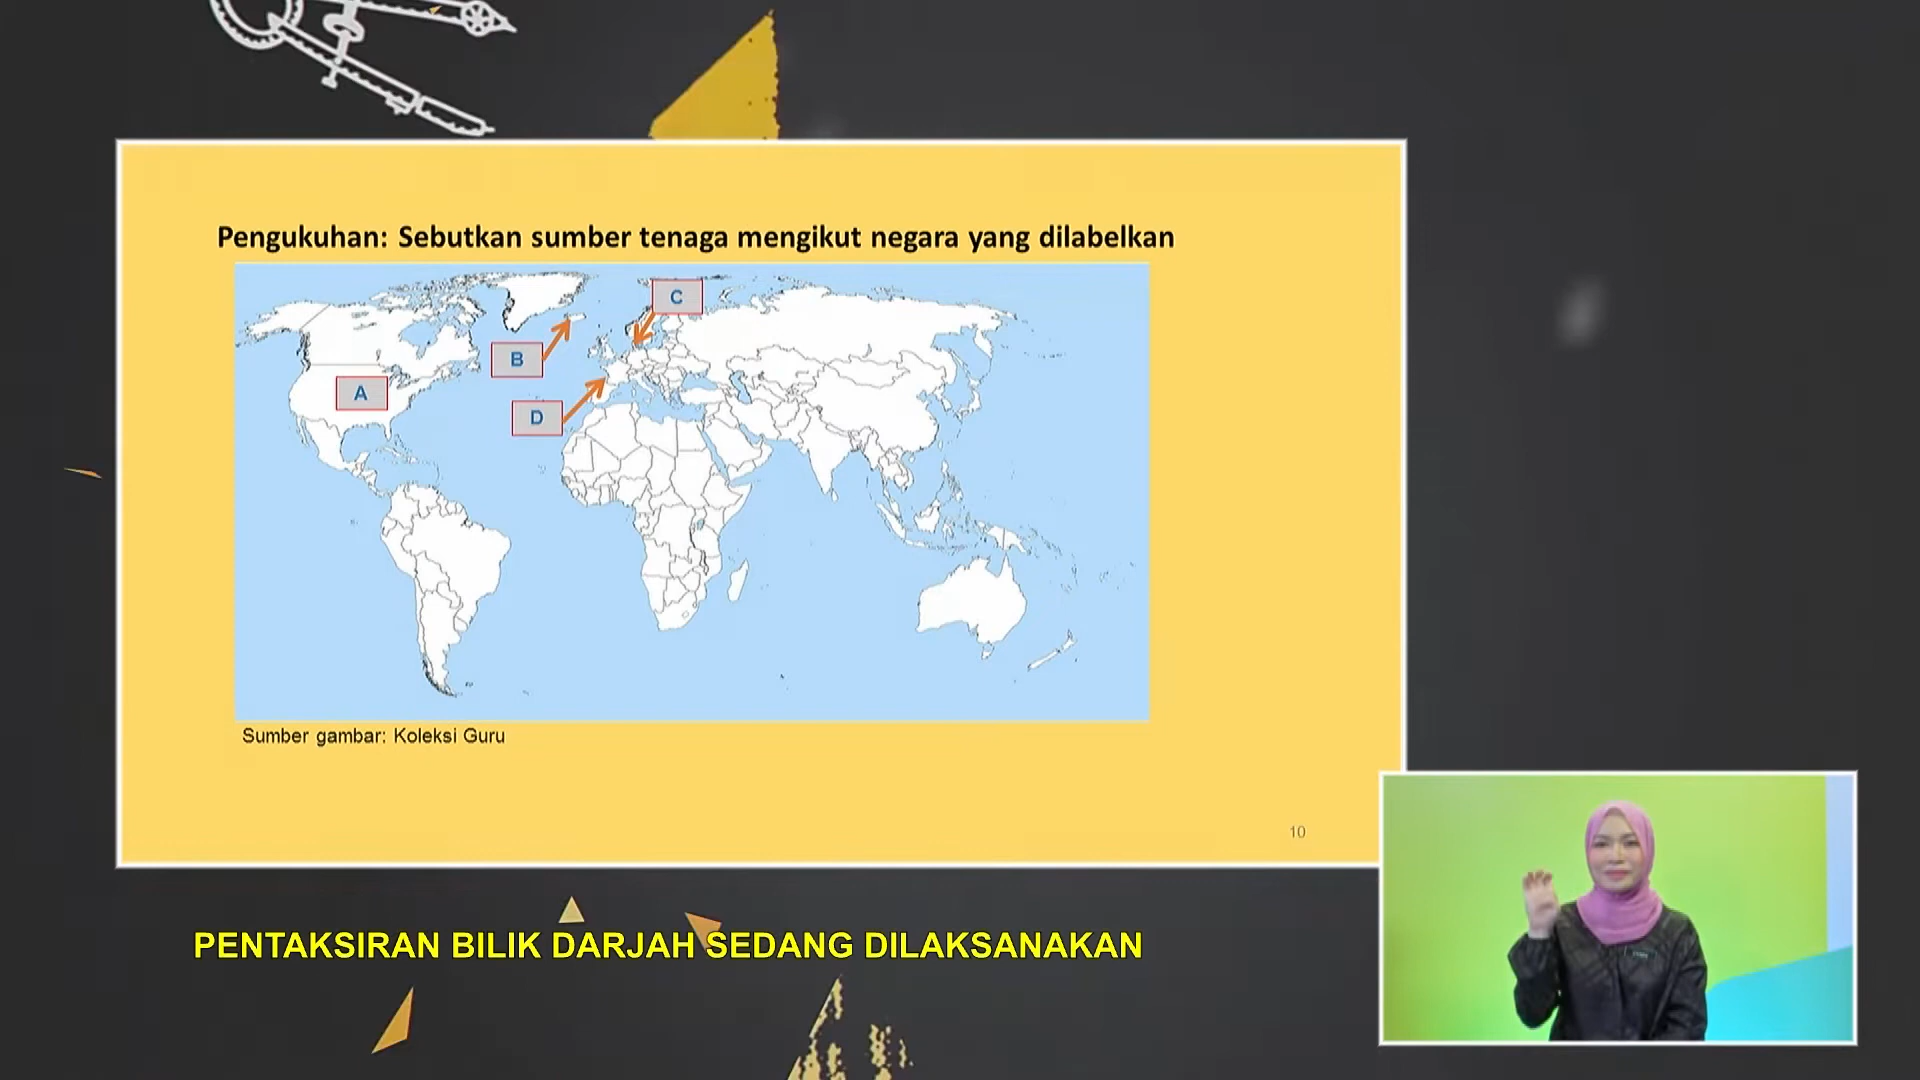 Pengukuhan: Sebutkan sumber tenaga mengikut negara yang dilabelkan
C
B
A
D
Sumber gambar: Koleksi Guru
10
PENTAKSIRAN BILIK DARJAH SEDANG DILAKSANAKAN